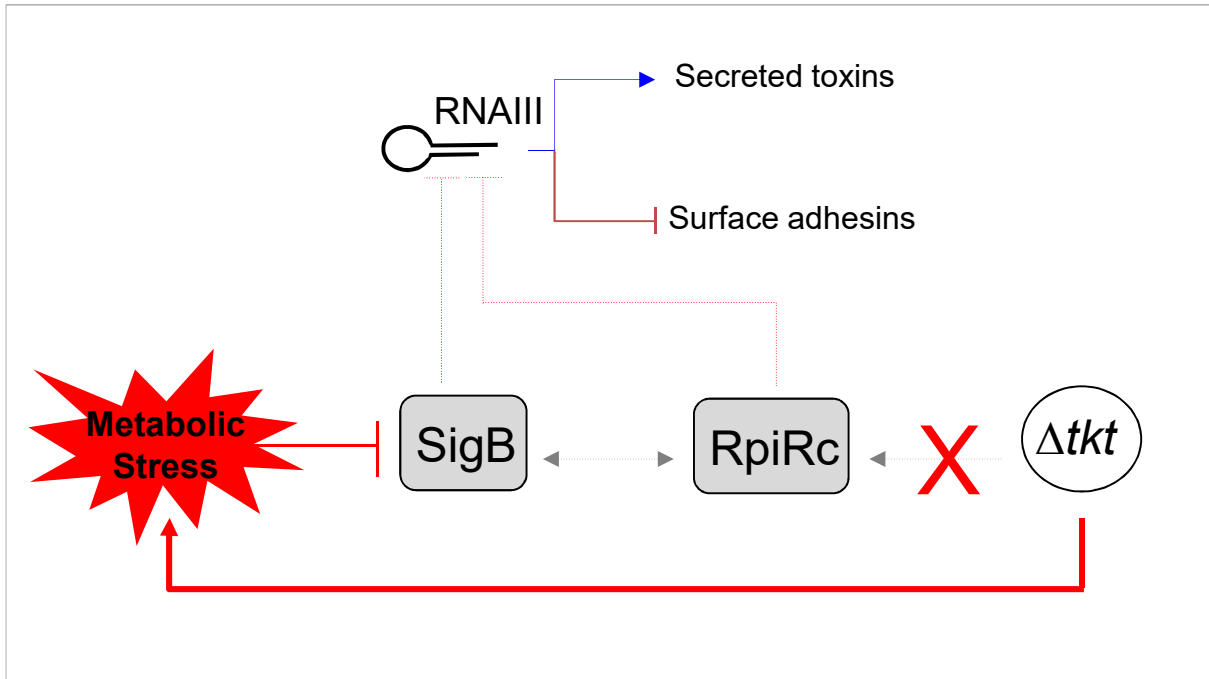 Secreted toxins
RNAIII
Surface adhesins
Metabolic
Stress
SigB
RpiRc
X
Δtkt